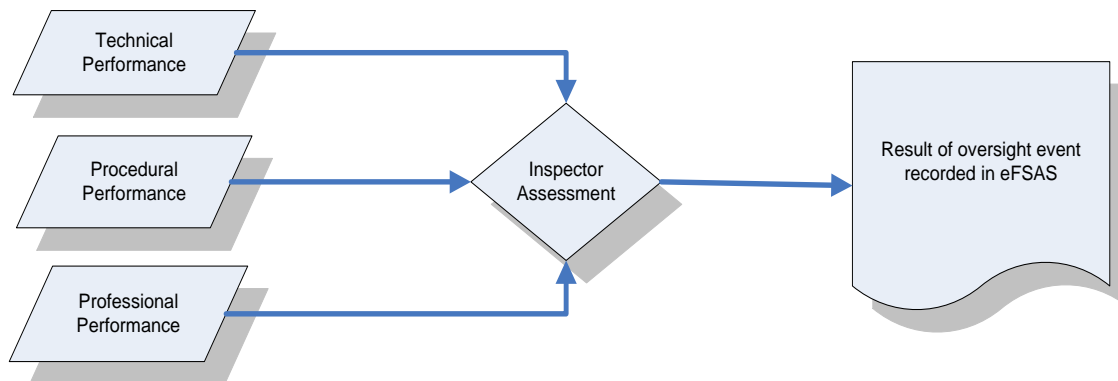 Technical
Performance
Procedural
Performance
Professional
Performance
Inspector
Assessment
Result of oversight event
recorded in eFSAS